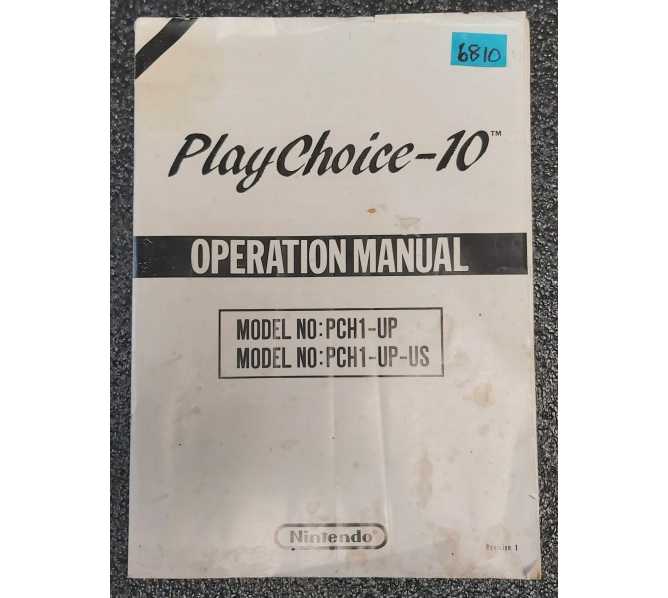 6810
PlayChoice-10™
OPERATION MANUAL
MODEL NO:PCH1-UP
MODEL NO:PCH1-UP-US
Nintendo®
Revision 1